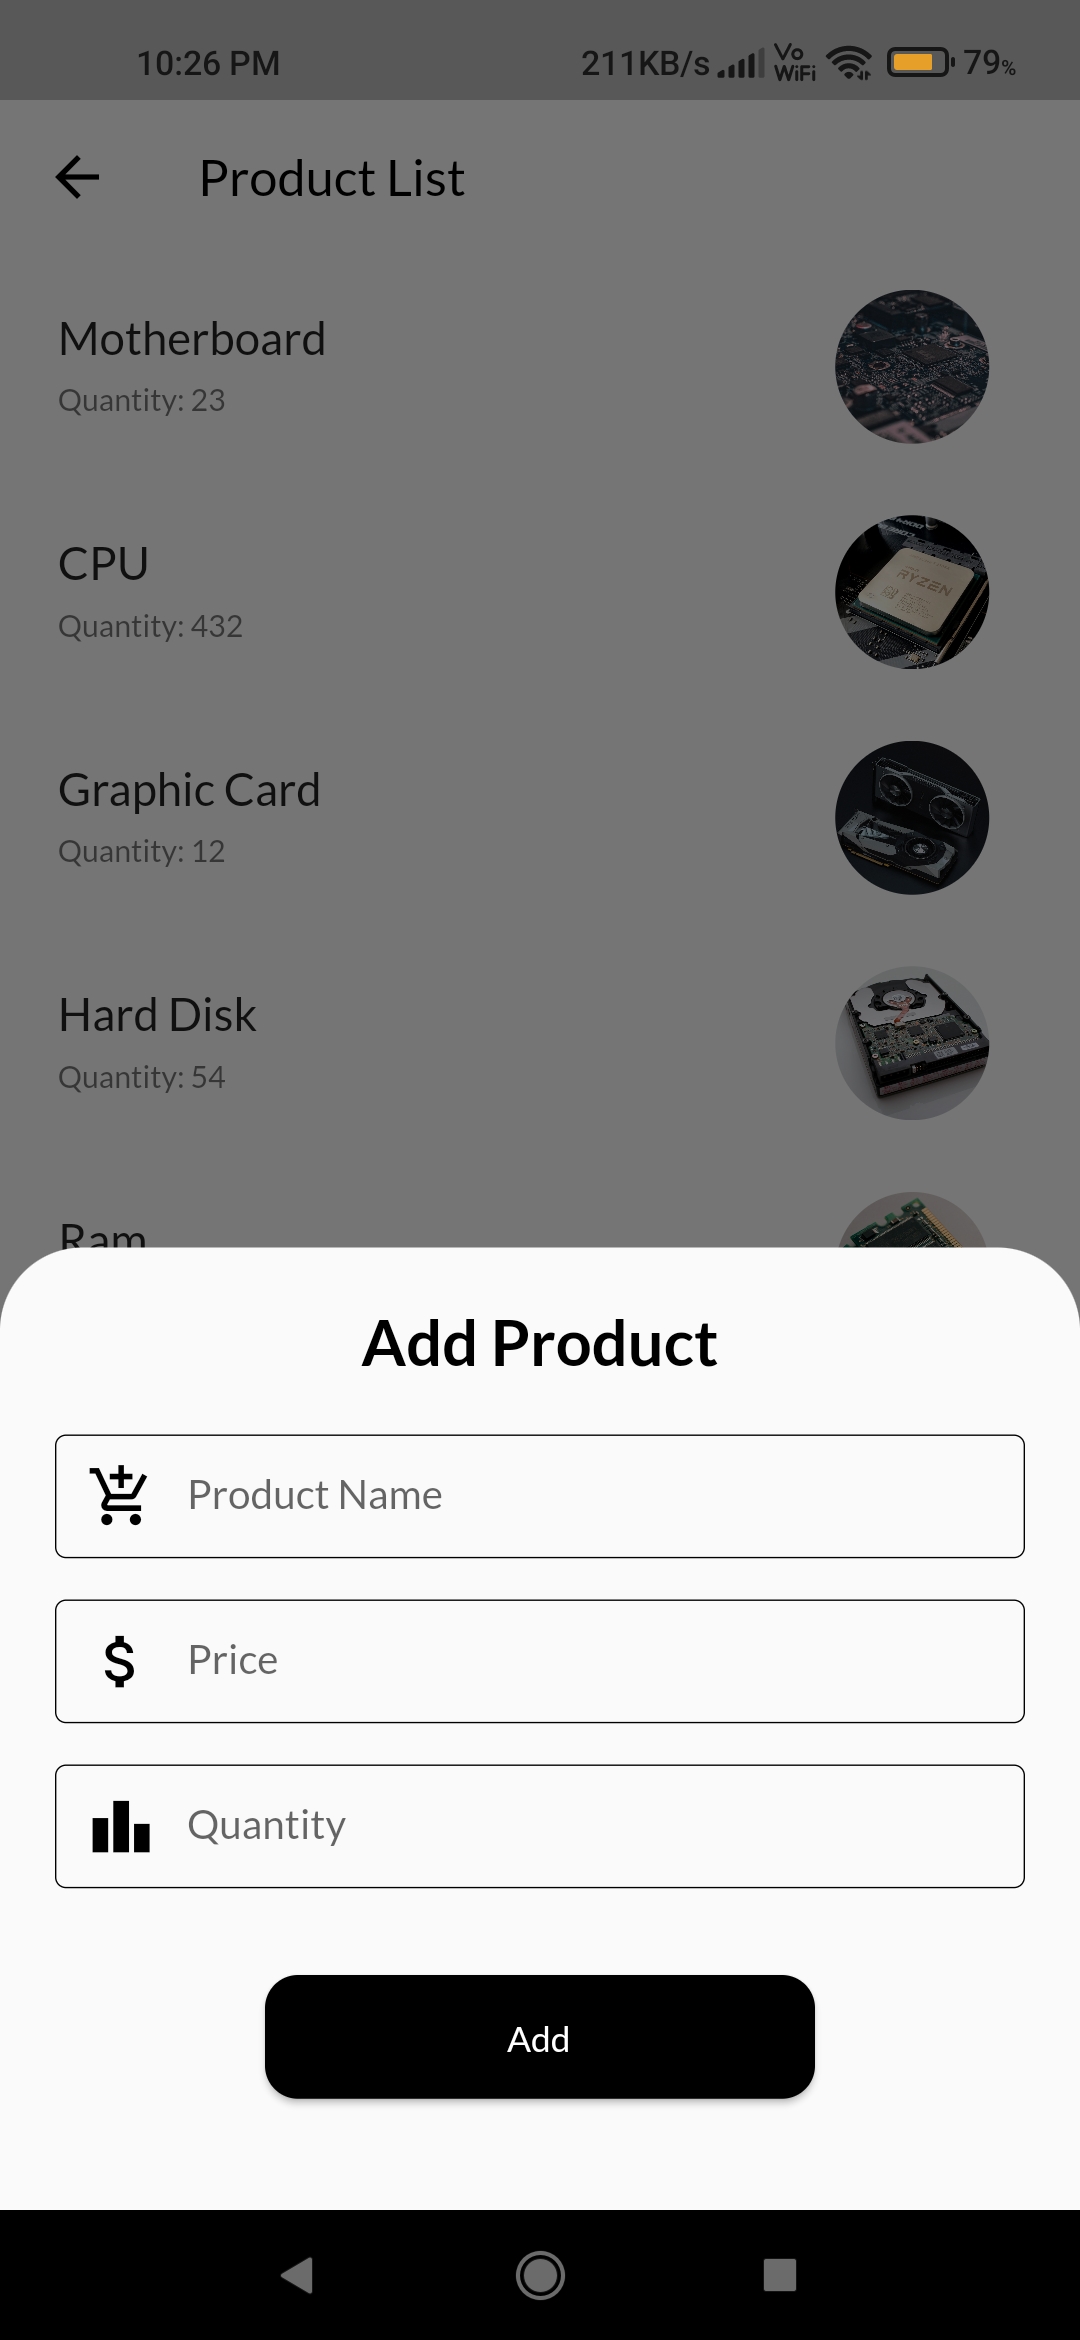 10:26 PM 211KB/s Vo WiFi 79%
Product List
Motherboard
Quantity: 23
CPU
Quantity: 432
RYZEN
Graphic Card
Quantity: 12
Hard Disk
Quantity: 54
Ram
Add Product
Product Name
$ Price
Quantity
Add